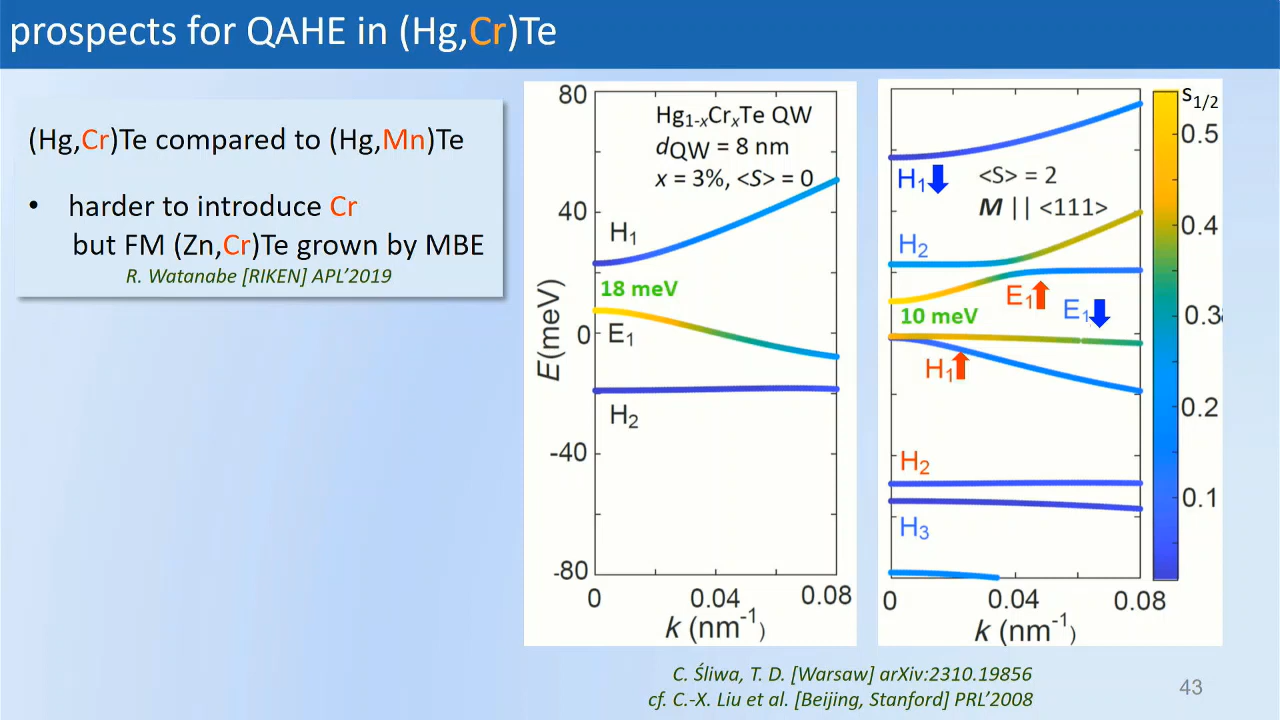 prospects for QAHE in (Hg,Cr)Te
(Hg,Cr)Te compared to (Hg,Mn)Te
• harder to introduce Cr
but FM (Zn,Cr)Te grown by MBE
R. Watanabe [RIKEN] APL’2019
80
40
0
-40
-80
E(meV)
Hg₁₋ₓCrₓTe QW
dQW = 8 nm
x = 3%, <S> = 0
H₁
18 meV
E₁
H₂
0
0.04
0.08
k (nm⁻¹)
H₁
<S> = 2
M || <111>
H₂
E₁
E₁
10 meV
H₁
H₂
H₃
0
0.04
0.08
k (nm⁻¹)
s₁/₂
0.5
0.4
0.3
0.2
0.1
C. Śliwa, T. D. [Warsaw] arXiv:2310.19856
cf. C.-X. Liu et al. [Beijing, Stanford] PRL’2008
43